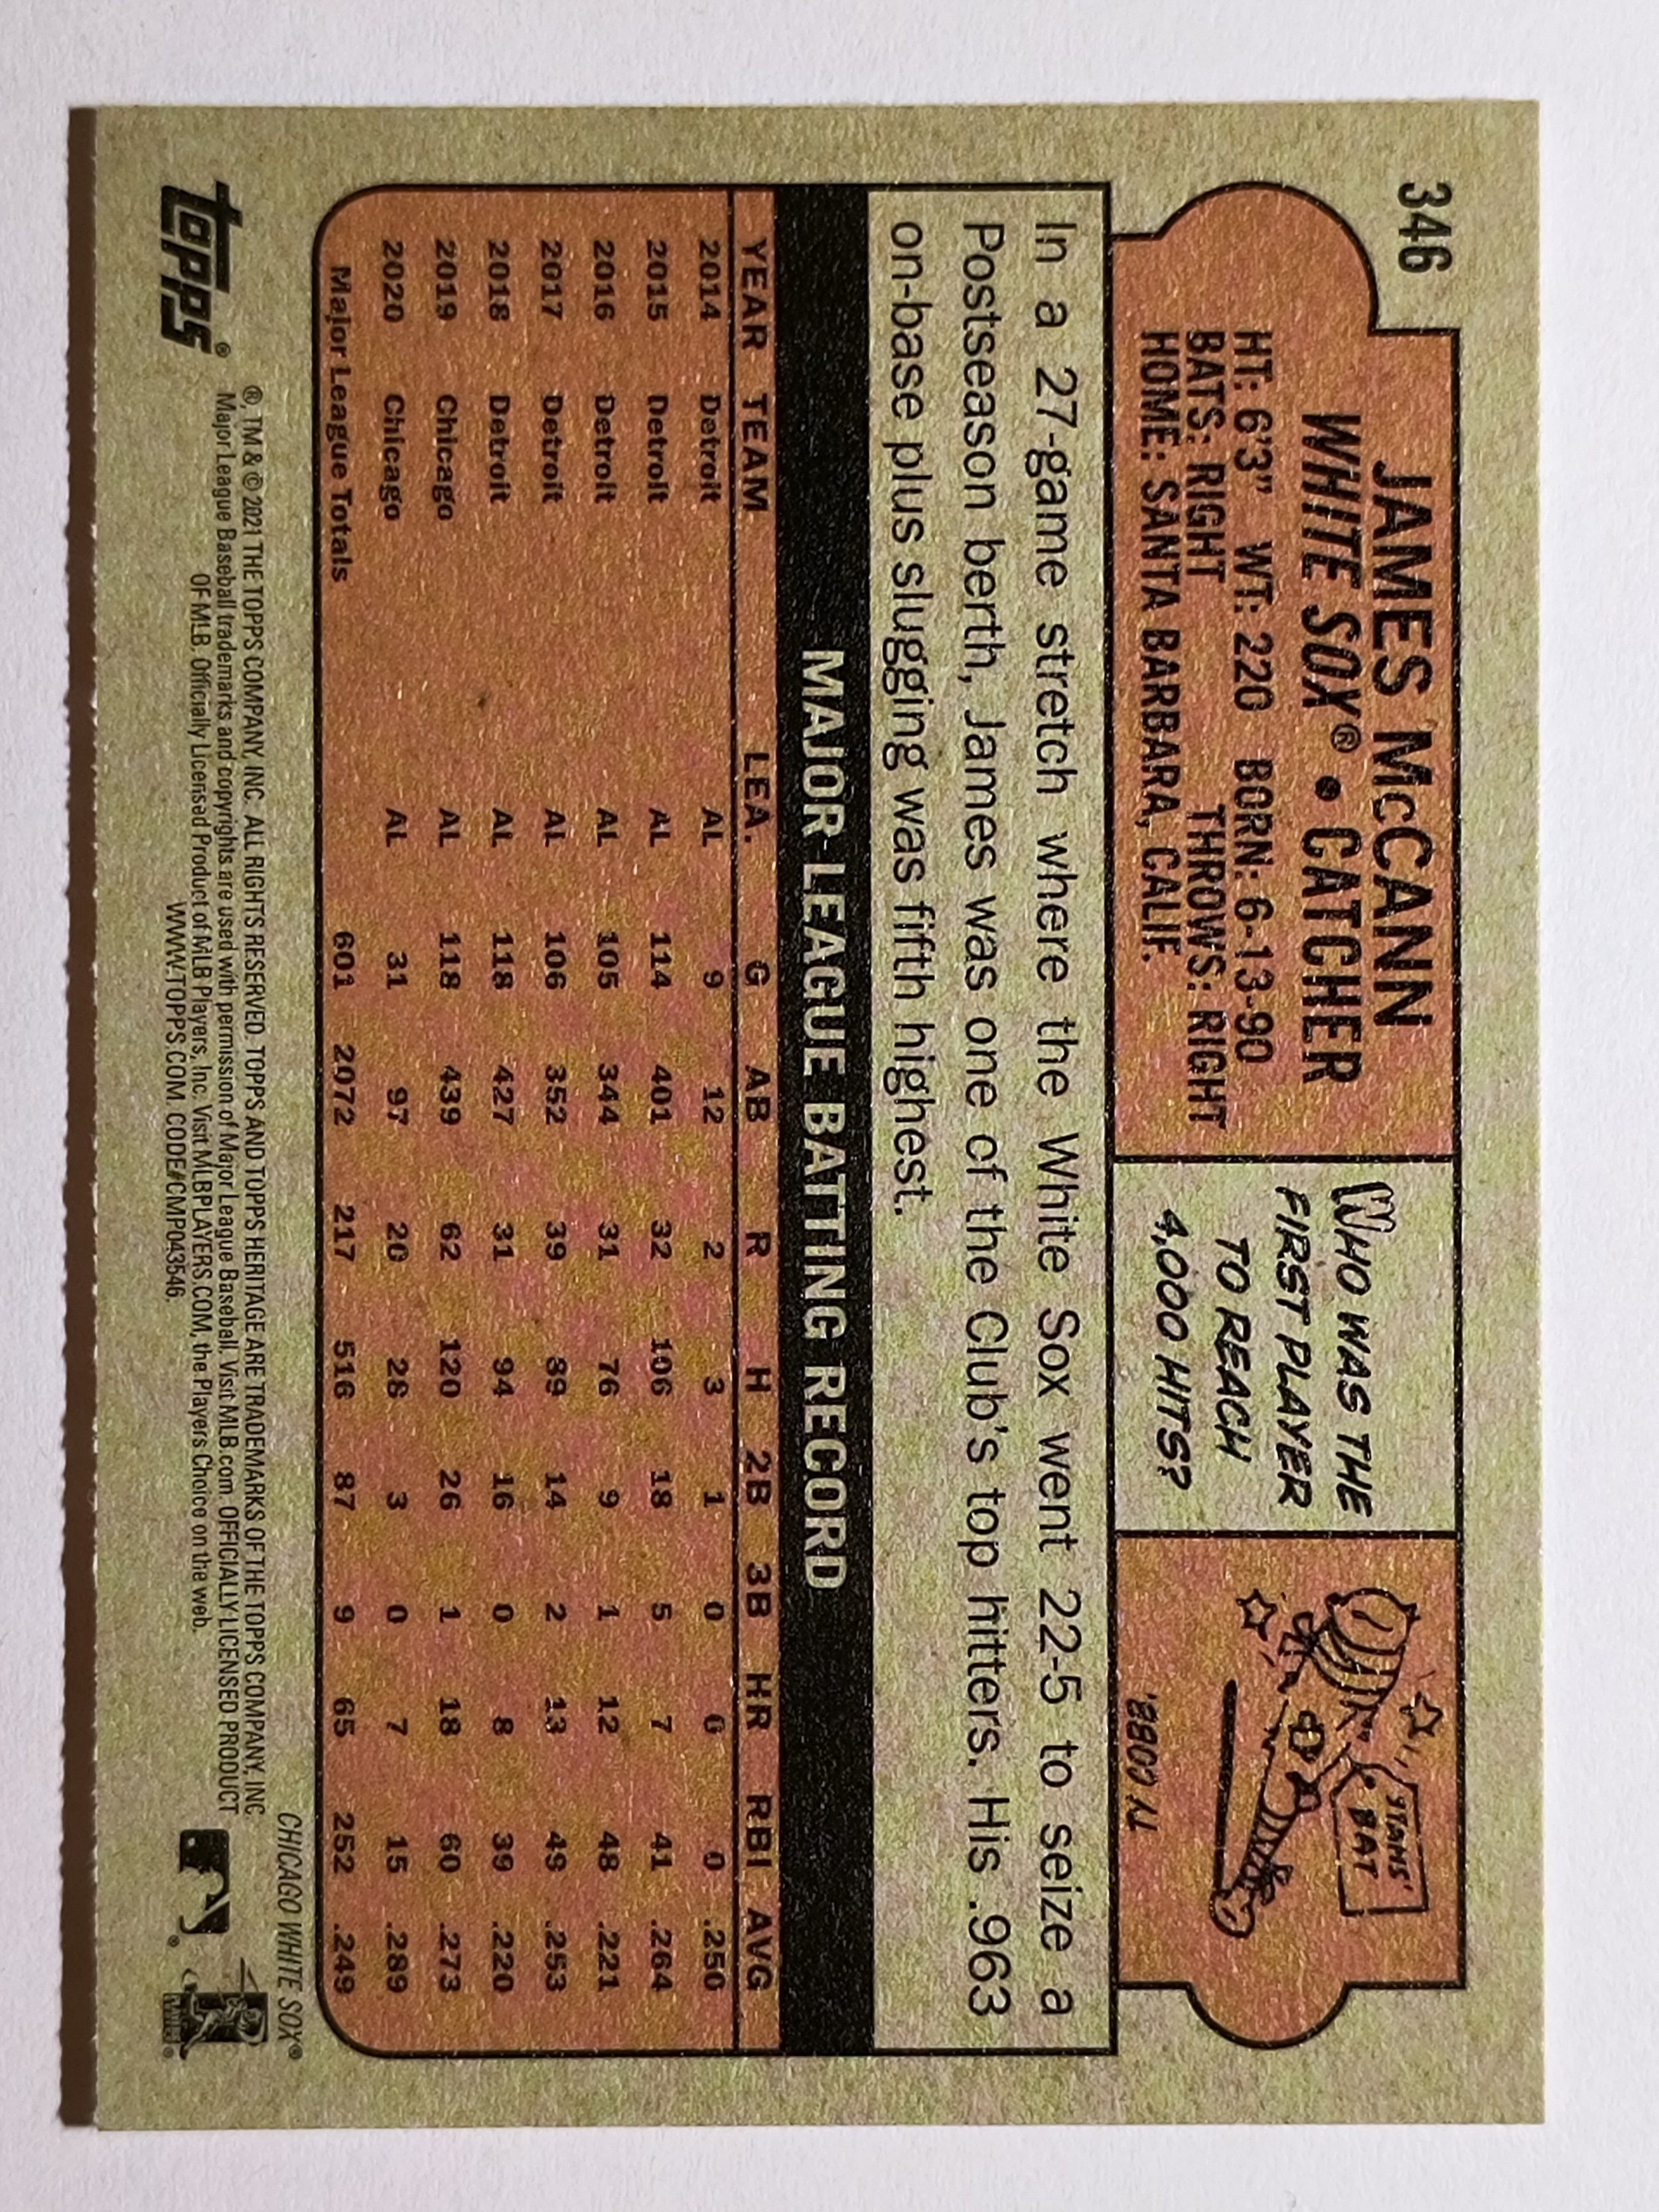 346
JAMES McCANN
WHITE SOX® • CATCHER
HT: 6'3" WT: 220 BORN: 6-13-90
BATS: RIGHT THROWS: RIGHT
HOME: SANTA BARBARA, CALIF.
WHO WAS THE
FIRST PLAYER
TO REACH
4,000 HITS?
'STANS'
BAT
TY COBB.
In a 27-game stretch where the White Sox went 22-5 to seize a
Postseason berth, James was one of the Club's top hitters. His .963
on-base plus slugging was fifth highest.
MAJOR LEAGUE BATTING RECORD
YEAR TEAM LEA. G AB R H 2B 3B HR RBI AVG
2014 Detroit AL 9 12 2 3 1 0 0 0 .250
2015 Detroit AL 114 401 32 106 18 5 7 41 .264
2016 Detroit AL 105 344 31 76 9 1 12 48 .221
2017 Detroit AL 106 352 39 89 14 2 13 49 .253
2018 Detroit AL 118 427 31 94 16 0 8 39 .220
2019 Chicago AL 118 439 62 120 26 1 18 60 .273
2020 Chicago AL 31 97 20 28 3 0 7 15 .289
Major League Totals 601 2072 217 516 87 9 65 252 .249
CHICAGO WHITE SOX®
topps®
®, TM & © 2021 THE TOPPS COMPANY, INC. ALL RIGHTS RESERVED. TOPPS AND TOPPS HERITAGE ARE TRADEMARKS OF THE TOPPS COMPANY, INC.
Major League Baseball trademarks and copyrights are used with permission of Major League Baseball. Visit MLB.com. OFFICIALLY LICENSED PRODUCT
OF MLB. Officially Licensed Product of MLB Players, Inc. Visit MLBPLAYERS.COM, the Players Choice on the web.
WWW.TOPPS.COM. CODE#CMP043546.